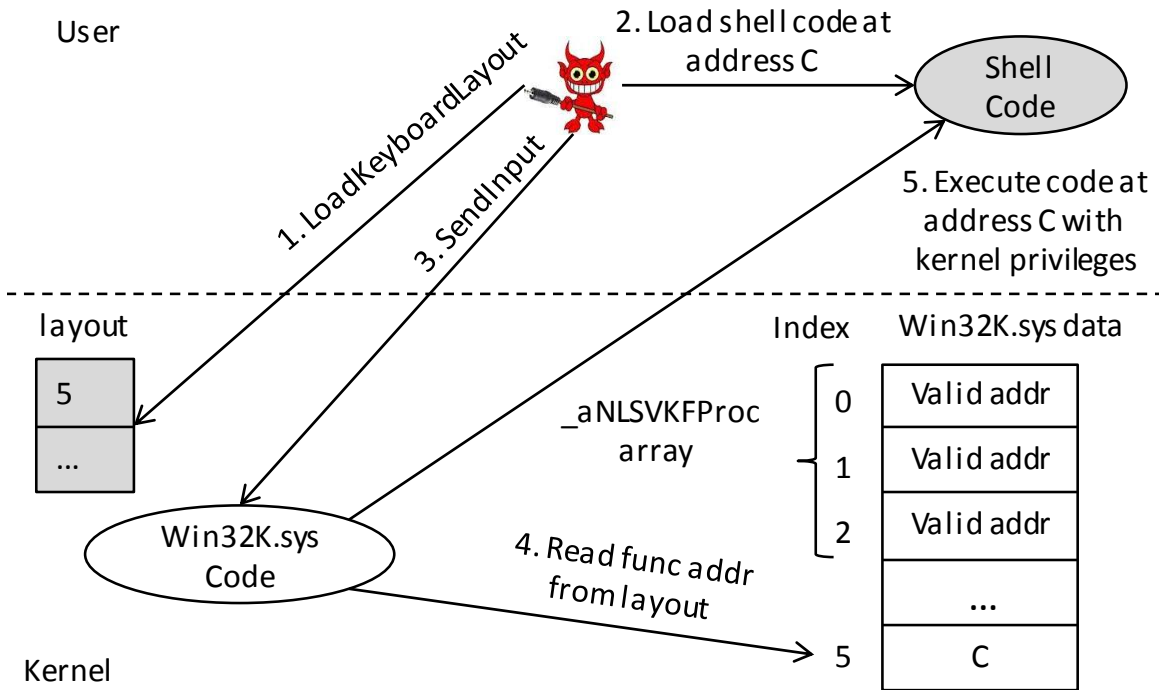 User
2. Load shell code at
address C
Shell
Code
1. LoadKeyboardLayout
3. SendInput
5. Execute code at
address C with
kernel privileges
layout
5
...
Index
Win32K.sys data
_aNLSVKFProc
array
0
Valid addr
1
Valid addr
2
Valid addr
...
5
C
Win32K.sys
Code
4. Read func addr
from layout
Kernel